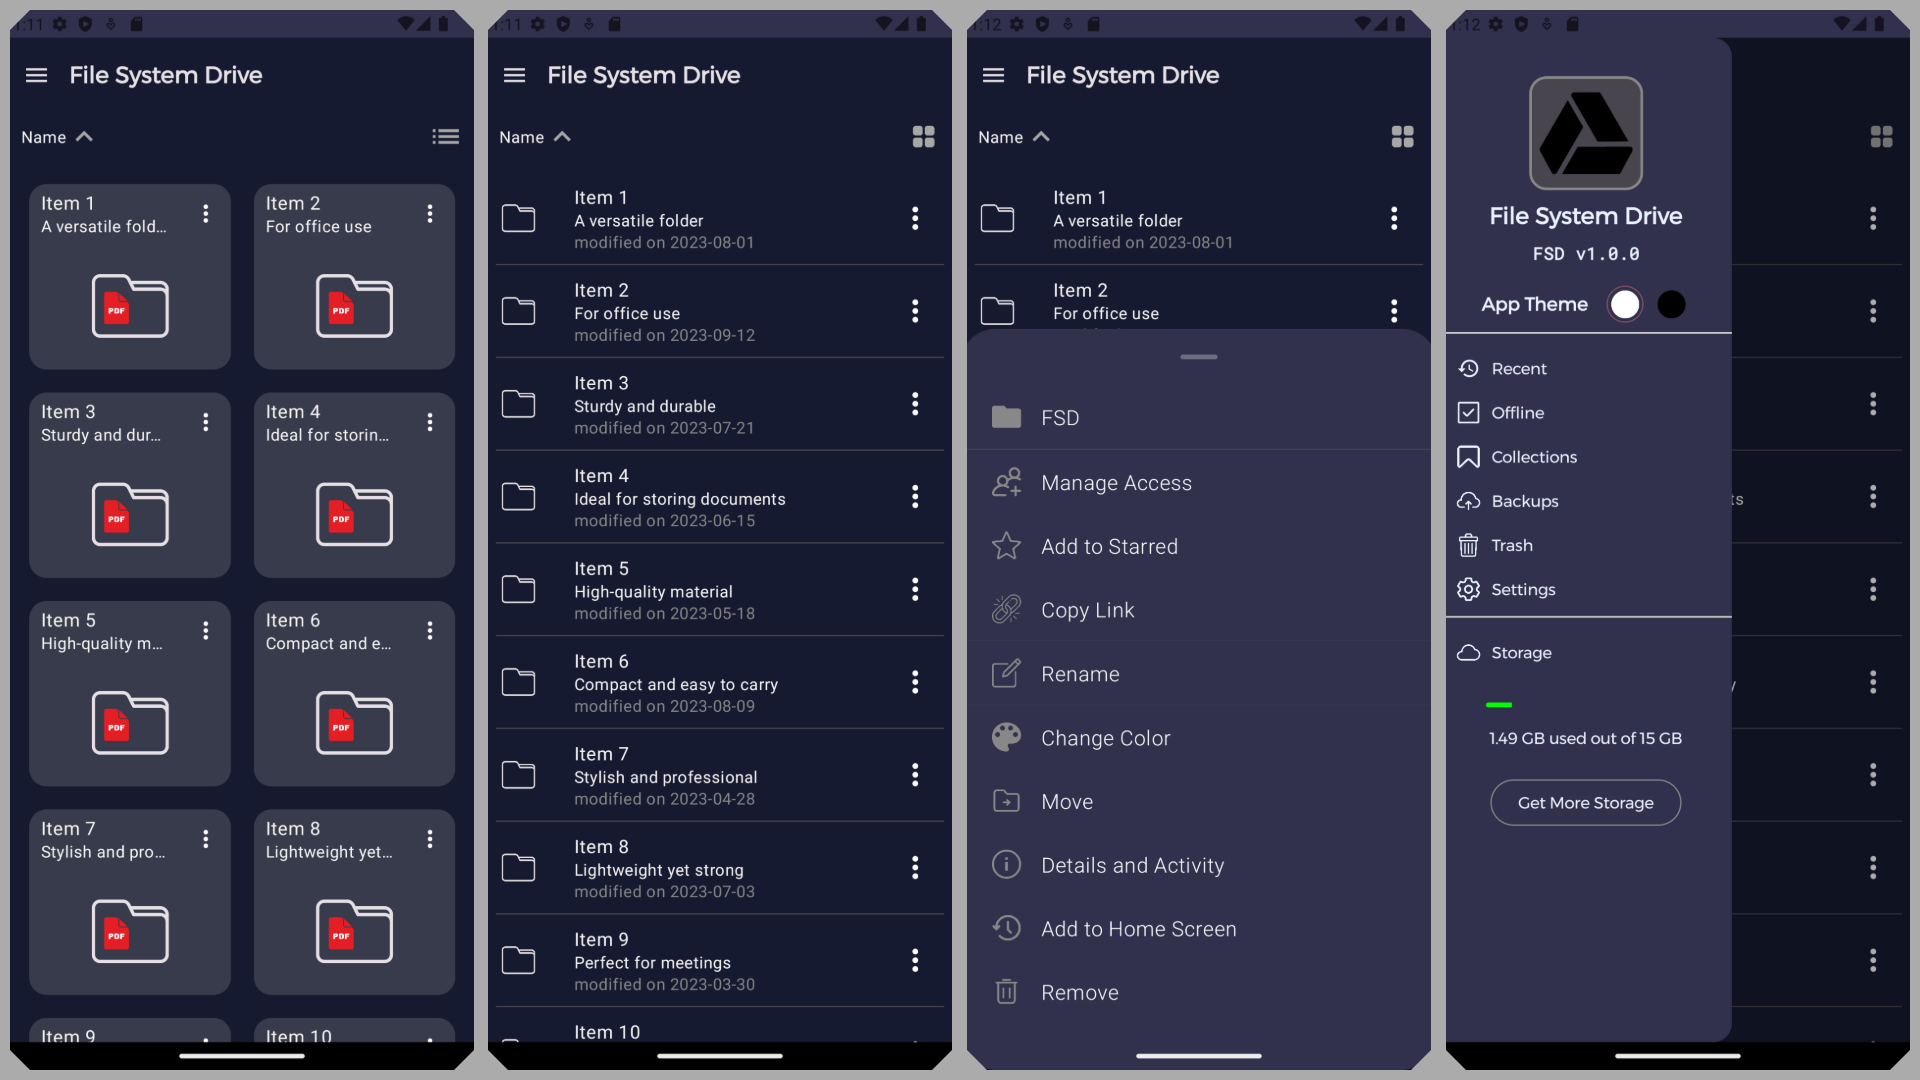 :11
File System Drive
Name
Item 1
A versatile fold...
PDF
Item 2
For office use
PDF
Item 3
Sturdy and dur...
PDF
Item 4
Ideal for storin...
PDF
Item 5
High-quality m...
PDF
Item 6
Compact and e...
PDF
Item 7
Stylish and pro...
PDF
Item 8
Lightweight yet...
PDF
Item 9
Item 10
:11
File System Drive
Name
Item 1
A versatile folder
modified on 2023-08-01
Item 2
For office use
modified on 2023-09-12
Item 3
Sturdy and durable
modified on 2023-07-21
Item 4
Ideal for storing documents
modified on 2023-06-15
Item 5
High-quality material
modified on 2023-05-18
Item 6
Compact and easy to carry
modified on 2023-08-09
Item 7
Stylish and professional
modified on 2023-04-28
Item 8
Lightweight yet strong
modified on 2023-07-03
Item 9
Perfect for meetings
modified on 2023-03-30
Item 10
:12
File System Drive
Name
Item 1
A versatile folder
modified on 2023-08-01
Item 2
For office use
FSD
Manage Access
Add to Starred
Copy Link
Rename
Change Color
Move
Details and Activity
Add to Home Screen
Remove
:12
File System Drive
FSD v1.0.0
App Theme
Recent
Offline
Collections
Backups
Trash
Settings
Storage
1.49 GB used out of 15 GB
Get More Storage
ts
y